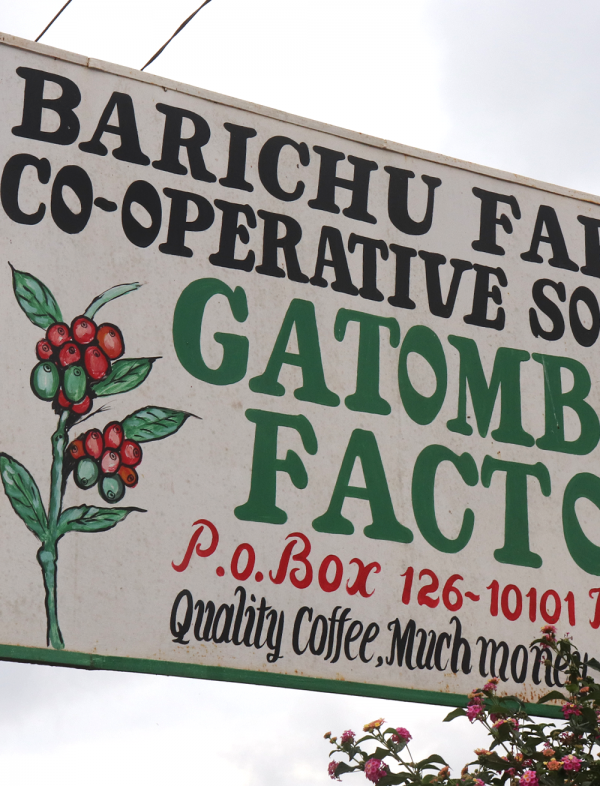 BARICHU FA
CO-OPERATIVE SO
GATOMB
FACTO
P.o.Box 126~10101
Quality Coffee, Much money